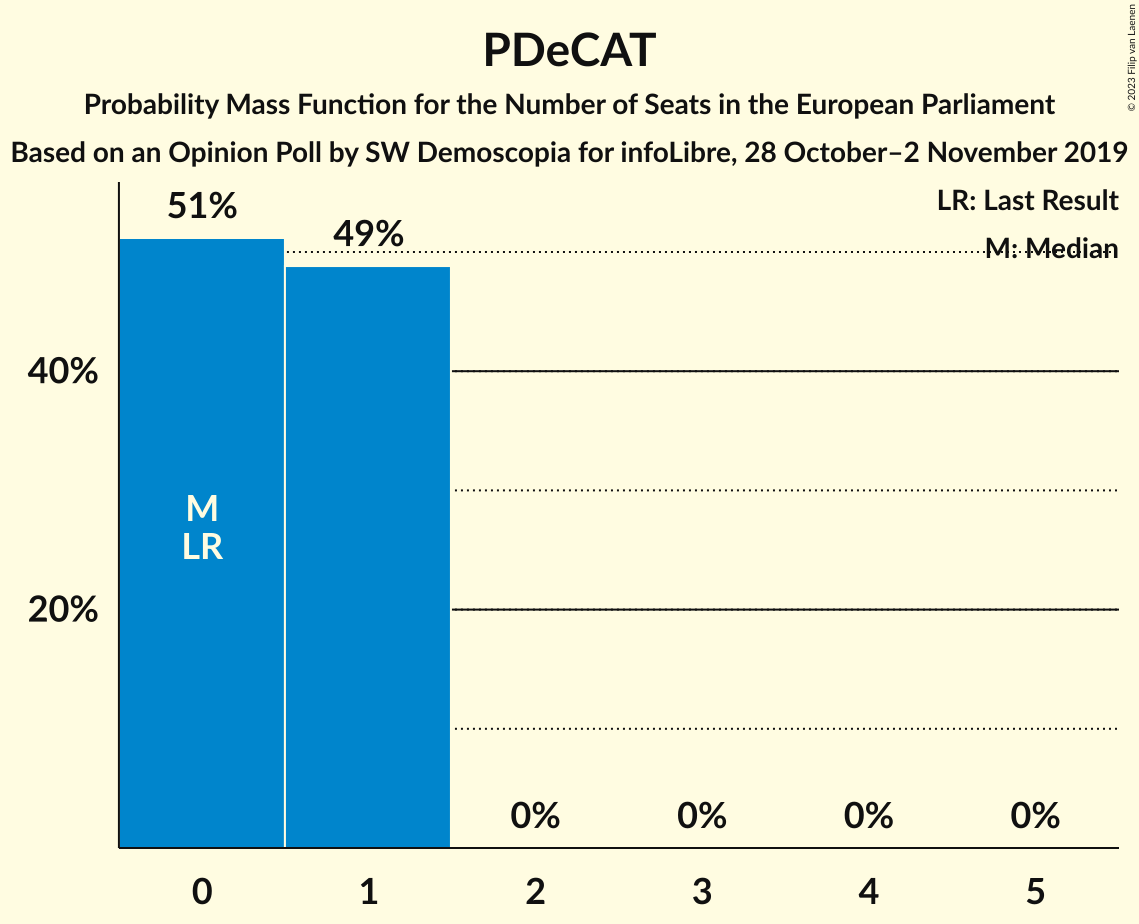 PDeCAT
Probability Mass Function for the Number of Seats in the European Parliament
Based on an Opinion Poll by SW Demoscopia for infoLibre, 28 October–2 November 2019
© 2023 Filip van Laenen
LR: Last Result
M: Median
51%
49%
40%
20%
M
LR
0%
0%
0%
0%
0
1
2
3
4
5